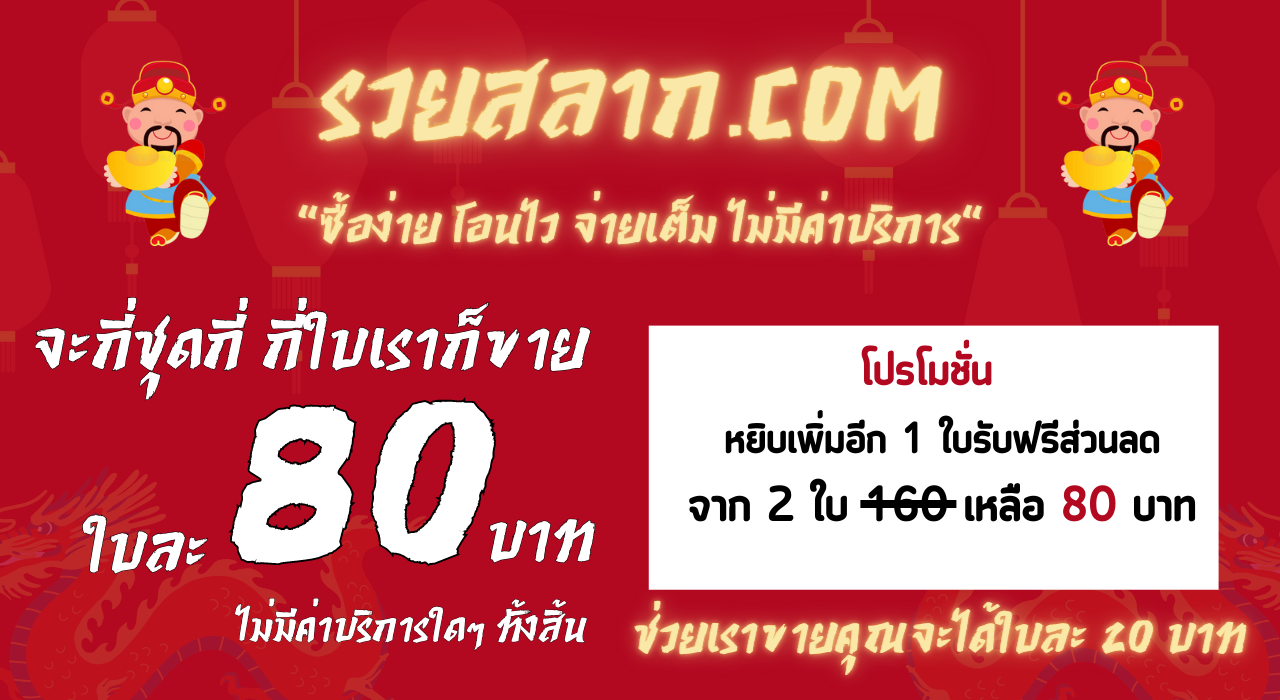 รวยสลาก.COM
“ซื้อง่าย โอนไว จ่ายเต็ม ไม่มีค่าบริการ“
จะกี่ชุดกี่ กี่ใบเราก็ขาย
ใบละ 80 บาท
ไม่มีค่าบริการใดๆ ทั้งสิ้น
โปรโมชั่น
หยิบเพิ่มอีก 1 ใบรับฟรีส่วนลด
จาก 2 ใบ 160 เหลือ 80 บาท
ช่วยเราขายคุณจะได้ใบละ 20 บาท